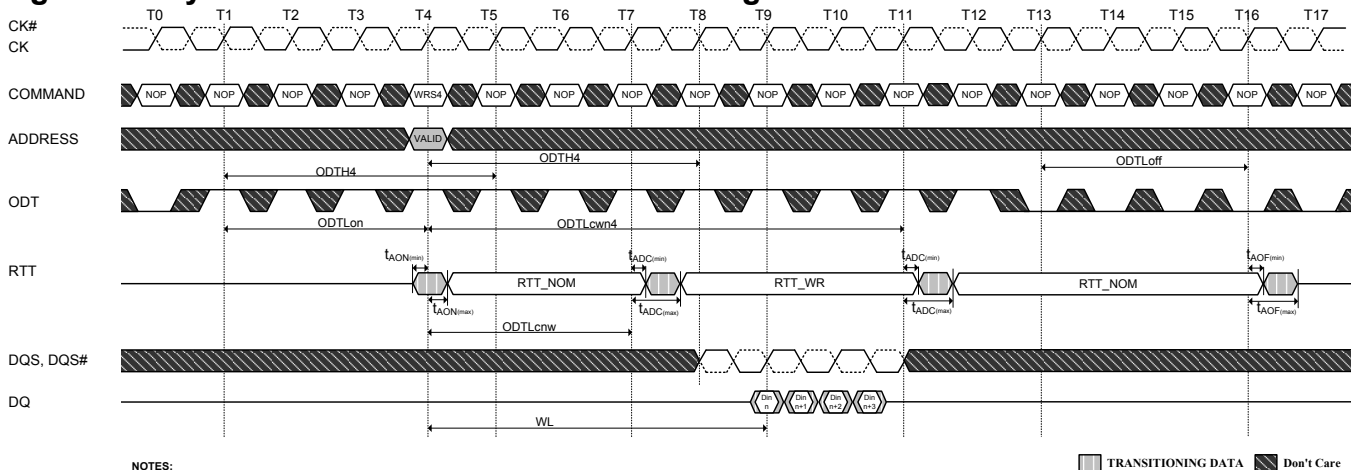 T0 T1 T2 T3 T4 T5 T6 T7 T8 T9 T10 T11 T12 T13 T14 T15 T16 T17
CK#
CK
COMMAND NOP NOP NOP NOP WRS4 NOP NOP NOP NOP NOP NOP NOP NOP NOP NOP NOP NOP NOP
ADDRESS VALID
ODTH4 ODTLoff
ODTH4
ODT
ODTLon ODTLcwn4
tAON(min) tADC(min) tADC(min) tAOF(min)
RTT RTT_NOM RTT_WR RTT_NOM
tAON(max) tADC(max) tADC(max) tAOF(max)
ODTLcnw
DQS, DQS#
DQ Din n Din n+1 Din n+2 Din n+3
WL
NOTES: TRANSITIONING DATA Don't Care